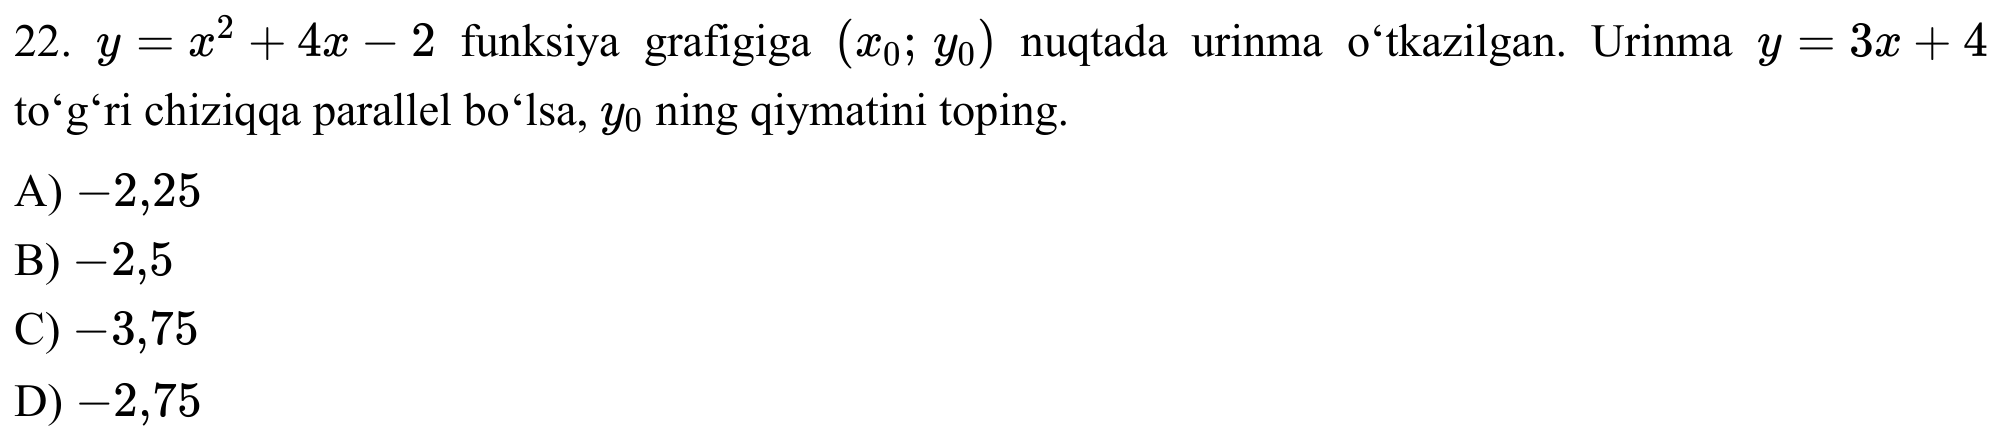 22. y = x² + 4x − 2 funksiya grafigiga (x₀; y₀) nuqtada urinma o‘tkazilgan. Urinma y = 3x + 4
to‘g‘ri chiziqqa parallel bo‘lsa, y₀ ning qiymatini toping.
A) −2,25
B) −2,5
C) −3,75
D) −2,75